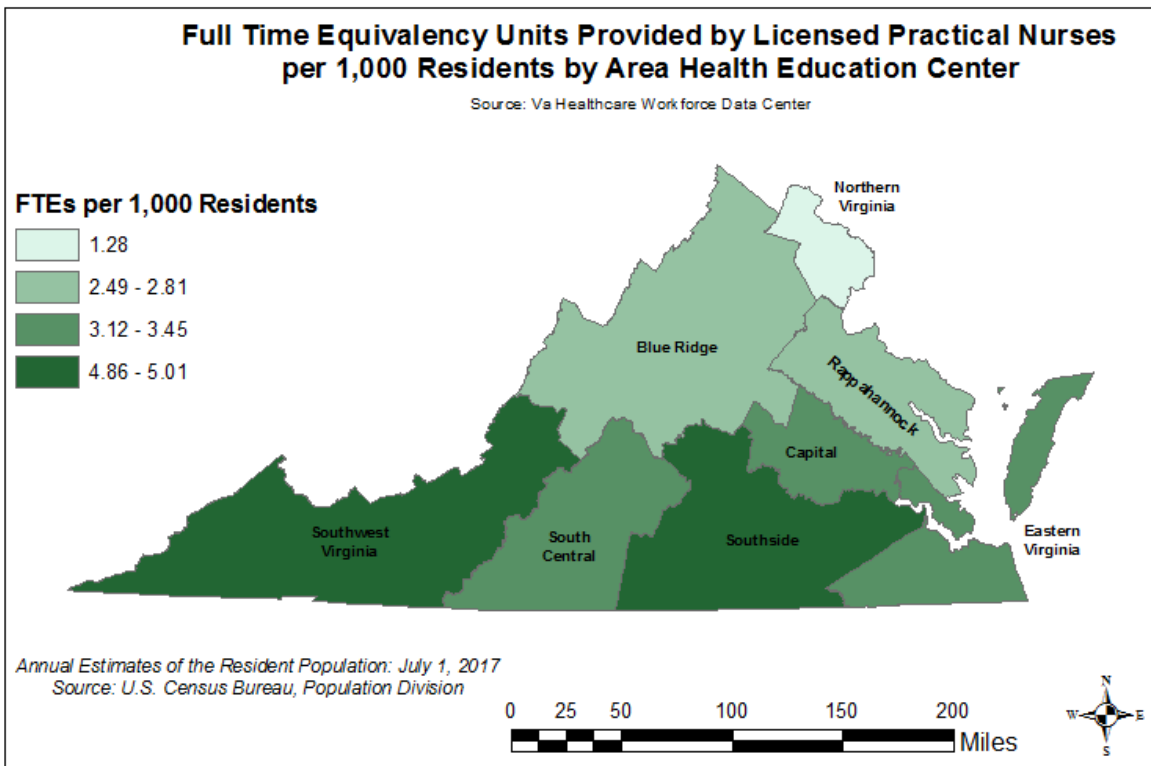 Full Time Equivalency Units Provided by Licensed Practical Nurses
per 1,000 Residents by Area Health Education Center
Source: Va Healthcare Workforce Data Center
FTEs per 1,000 Residents
1.28
2.49 - 2.81
3.12 - 3.45
4.86 - 5.01
Northern
Virginia
Blue Ridge
Rappahannock
Capital
Southwest
Virginia
South
Central
Southside
Eastern
Virginia
Annual Estimates of the Resident Population: July 1, 2017
Source: U.S. Census Bureau, Population Division
0 25 50 100 150 200
Miles
N
W E
S